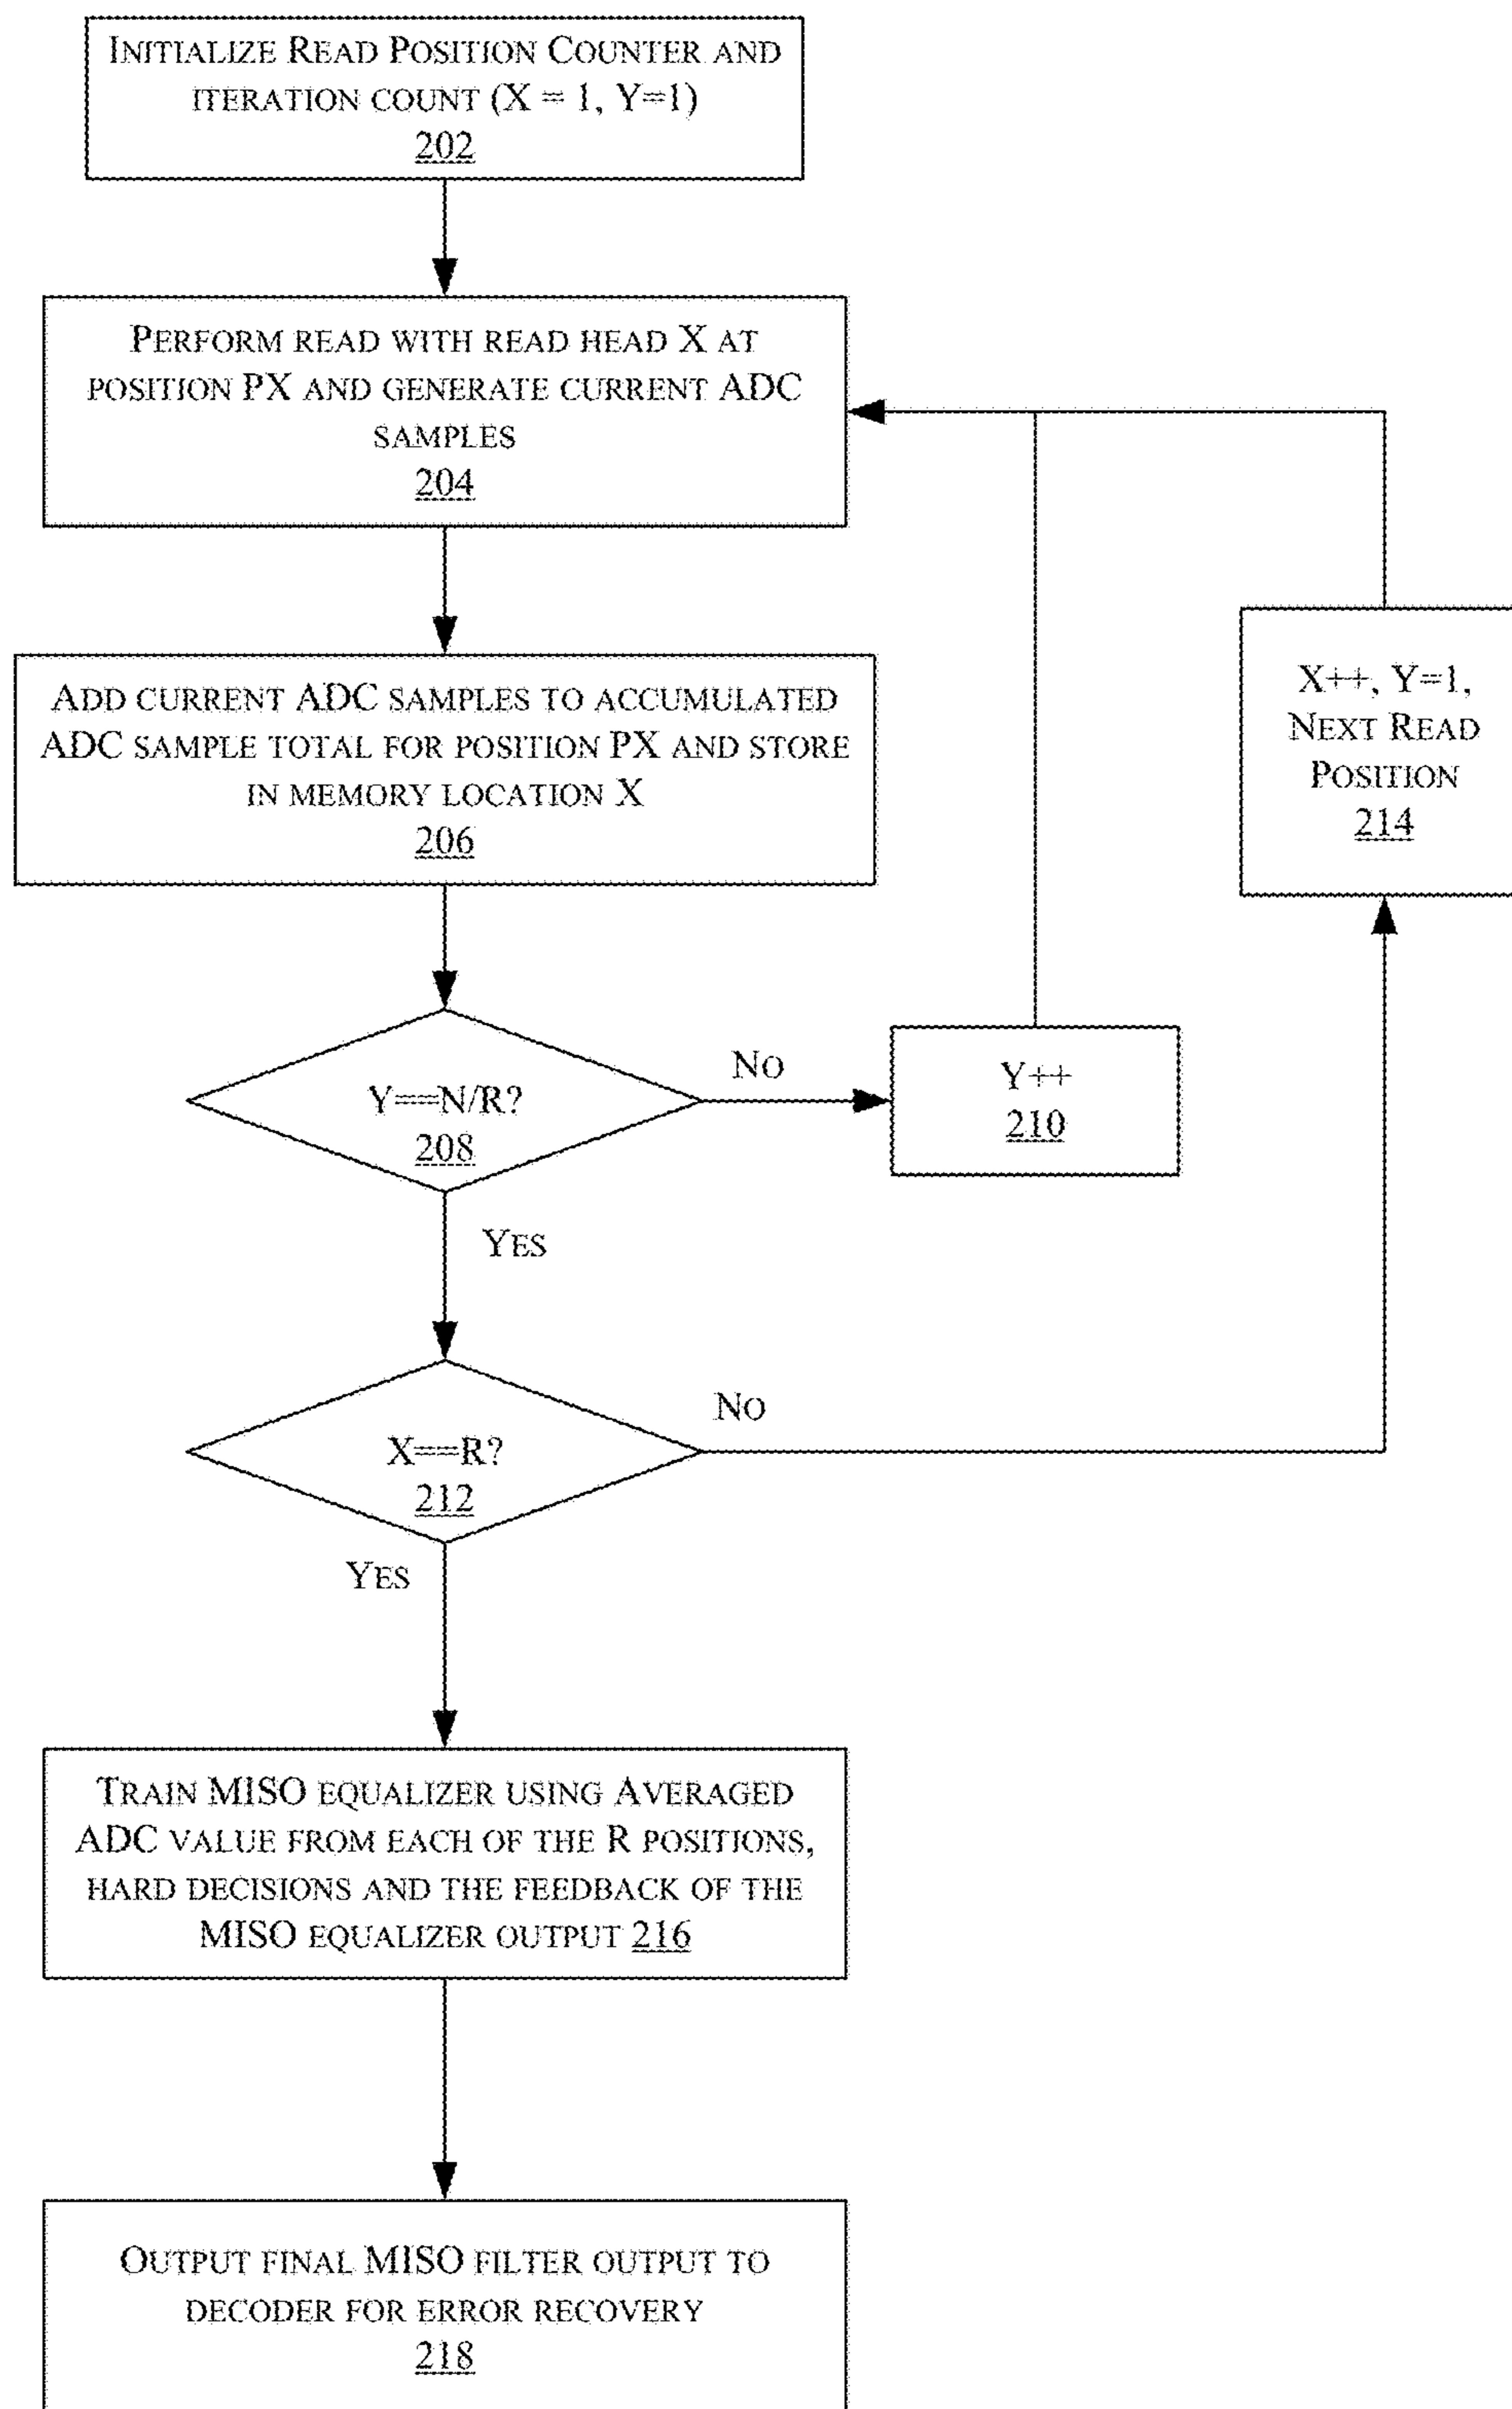 Initialize Read Position Counter and
iteration count (X = 1, Y=1)
202
Perform read with read head X at
position PX and generate current ADC
samples
204
Add current ADC samples to accumulated
ADC sample total for position PX and store
in memory location X
206
X++, Y=1,
Next Read
Position
214
Y==N/R?
208
No
Y++
210
Yes
X==R?
212
No
Yes
Train MISO equalizer using Averaged
ADC value from each of the R positions,
hard decisions and the feedback of the
MISO equalizer output 216
Output final MISO filter output to
decoder for error recovery
218